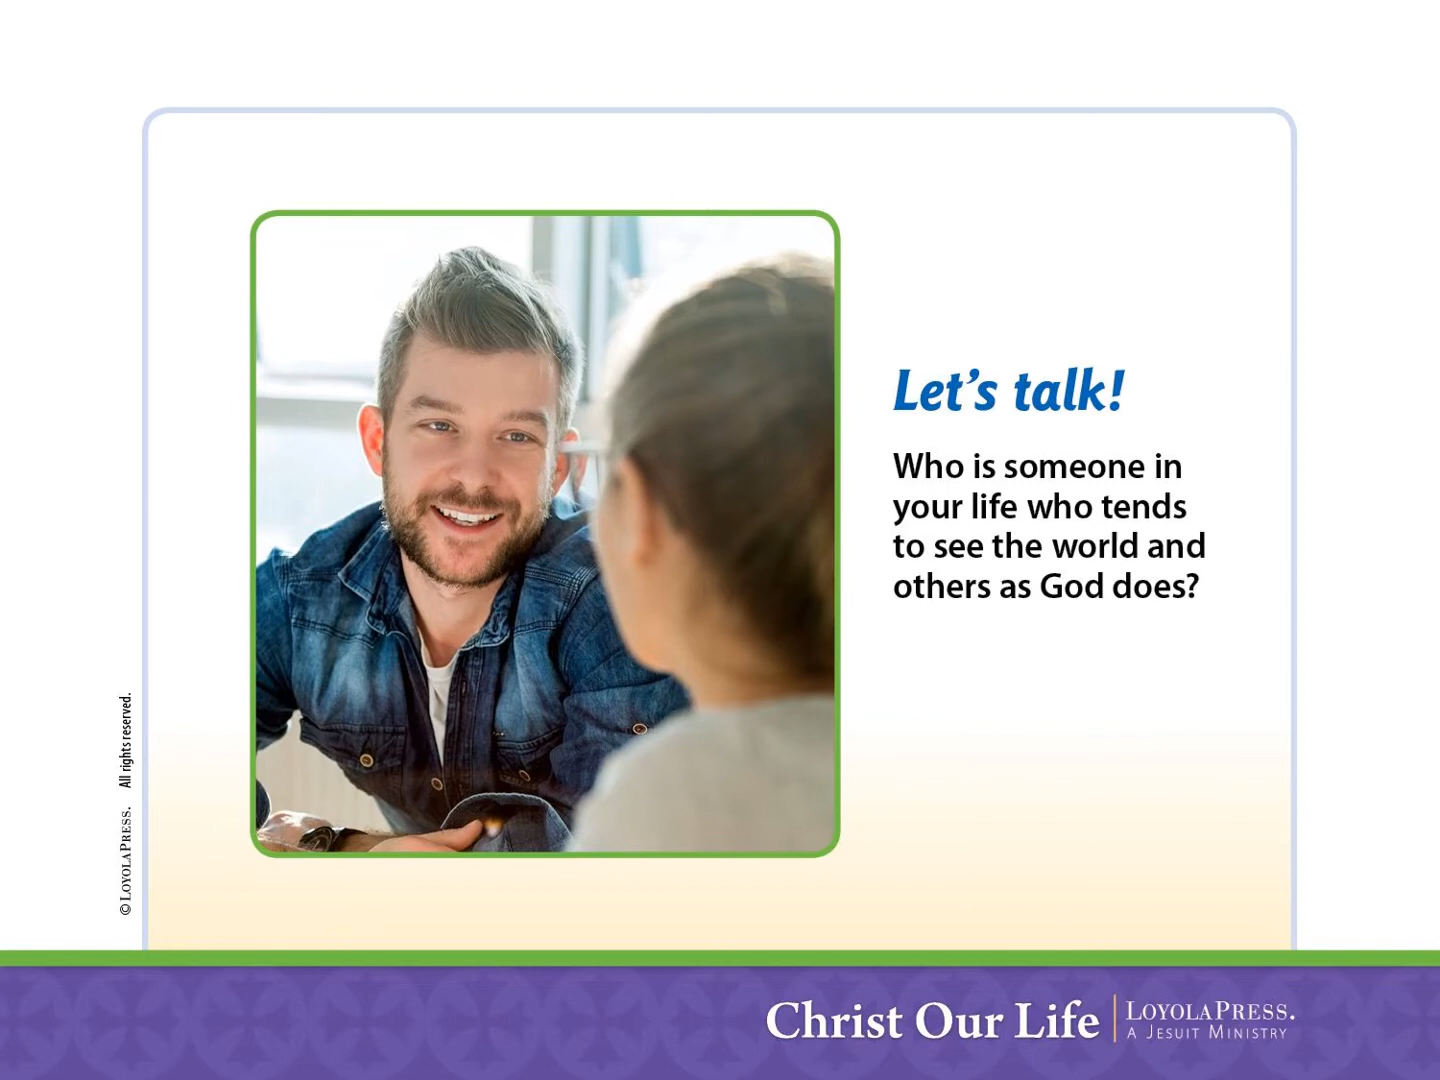 Let's talk!
Who is someone in
your life who tends
to see the world and
others as God does?
© LOYOLAPRESS. All rights reserved.
Christ Our Life
LOYOLAPRESS.
A JESUIT MINISTRY